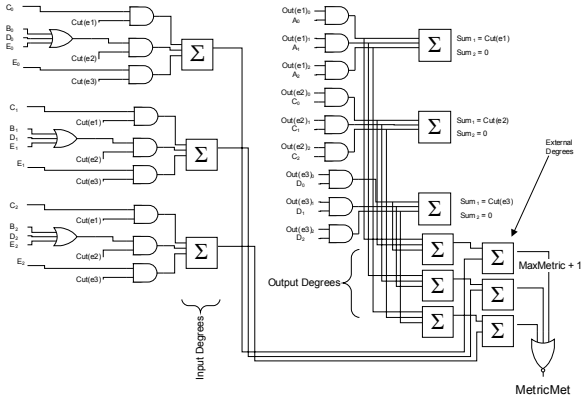 C₀
B₀
D₀
E₀
E₀
Cut(e1)
Cut(e2)
Cut(e3)
Σ
C₁
B₁
D₁
E₁
E₁
Cut(e1)
Cut(e2)
Cut(e3)
Σ
C₂
B₂
D₂
E₂
E₂
Cut(e1)
Cut(e2)
Cut(e3)
Σ
Input Degrees
Out(e1)₀
A₀
Out(e1)₁
A₁
Out(e1)₂
A₂
Σ
Sum₁ = Cut(e1)
Sum₂ = 0
Out(e2)₀
C₀
Out(e2)₁
C₁
Out(e2)₀
C₂
Σ
Sum₁ = Cut(e2)
Sum₂ = 0
Out(e3)₀
D₀
Out(e3)₁
D₁
Out(e3)₂
D₂
Σ
Sum₁ = Cut(e3)
Sum₂ = 0
External
Degrees
Output Degrees
Σ
Σ
Σ
Σ
Σ
Σ
MaxMetric + 1
MetricMet